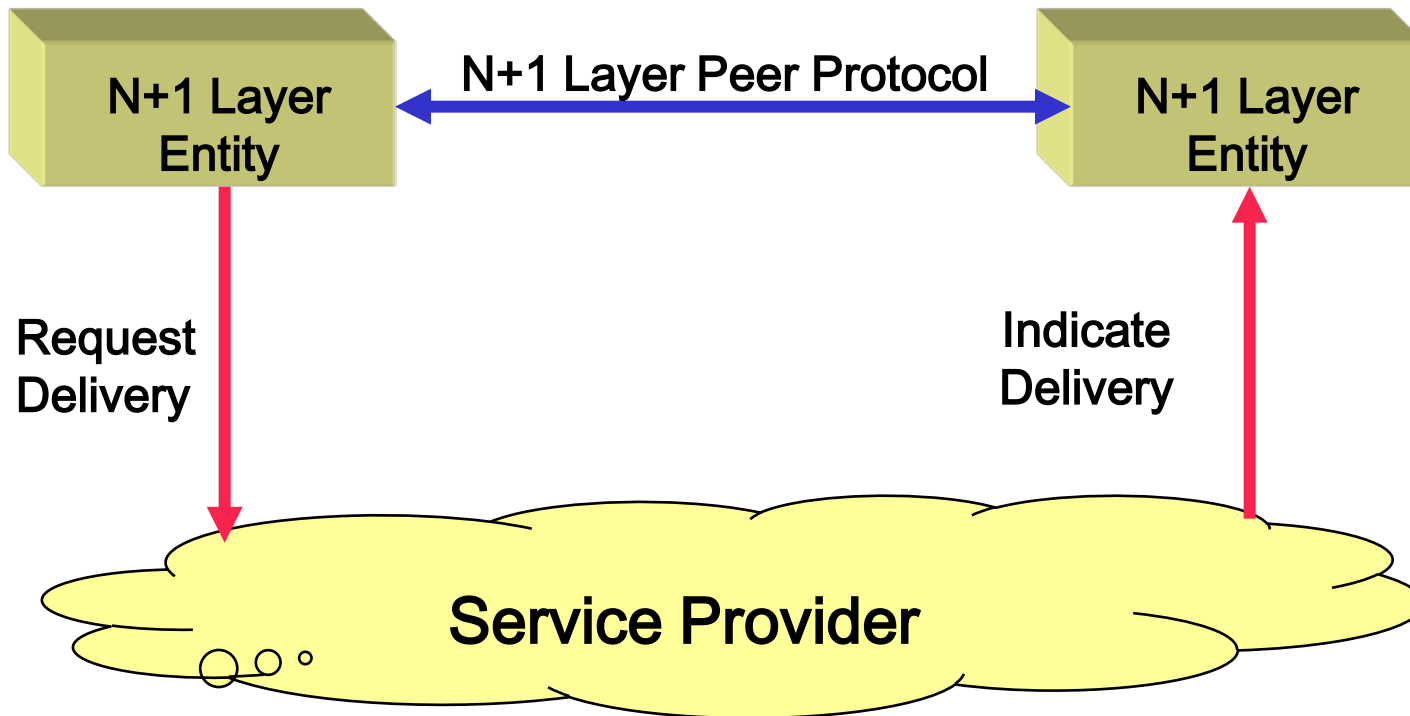 N+1 Layer
Entity
N+1 Layer Peer Protocol
N+1 Layer
Entity
Request
Delivery
Indicate
Delivery
Service Provider